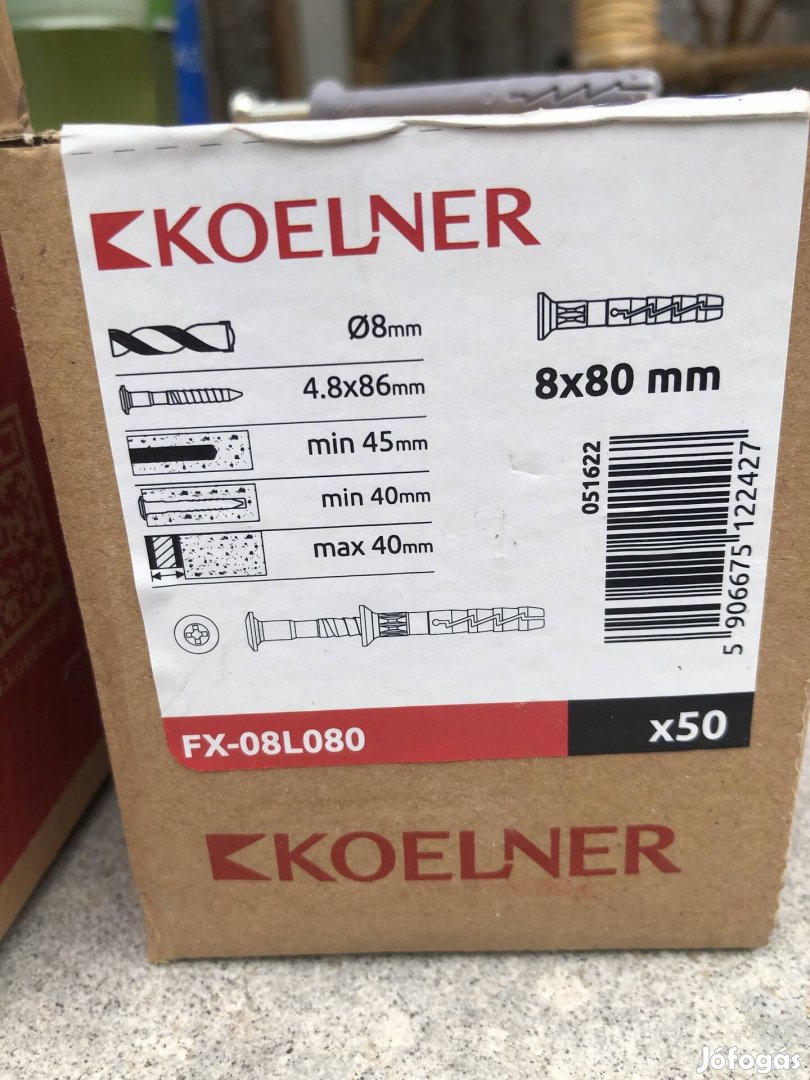 KOELNER
Ø8mm
4.8x86mm
min 45mm
min 40mm
max 40mm
8x80 mm
051622
5 906675 122427
FX-08L080
x50
KOELNER
Jófogás